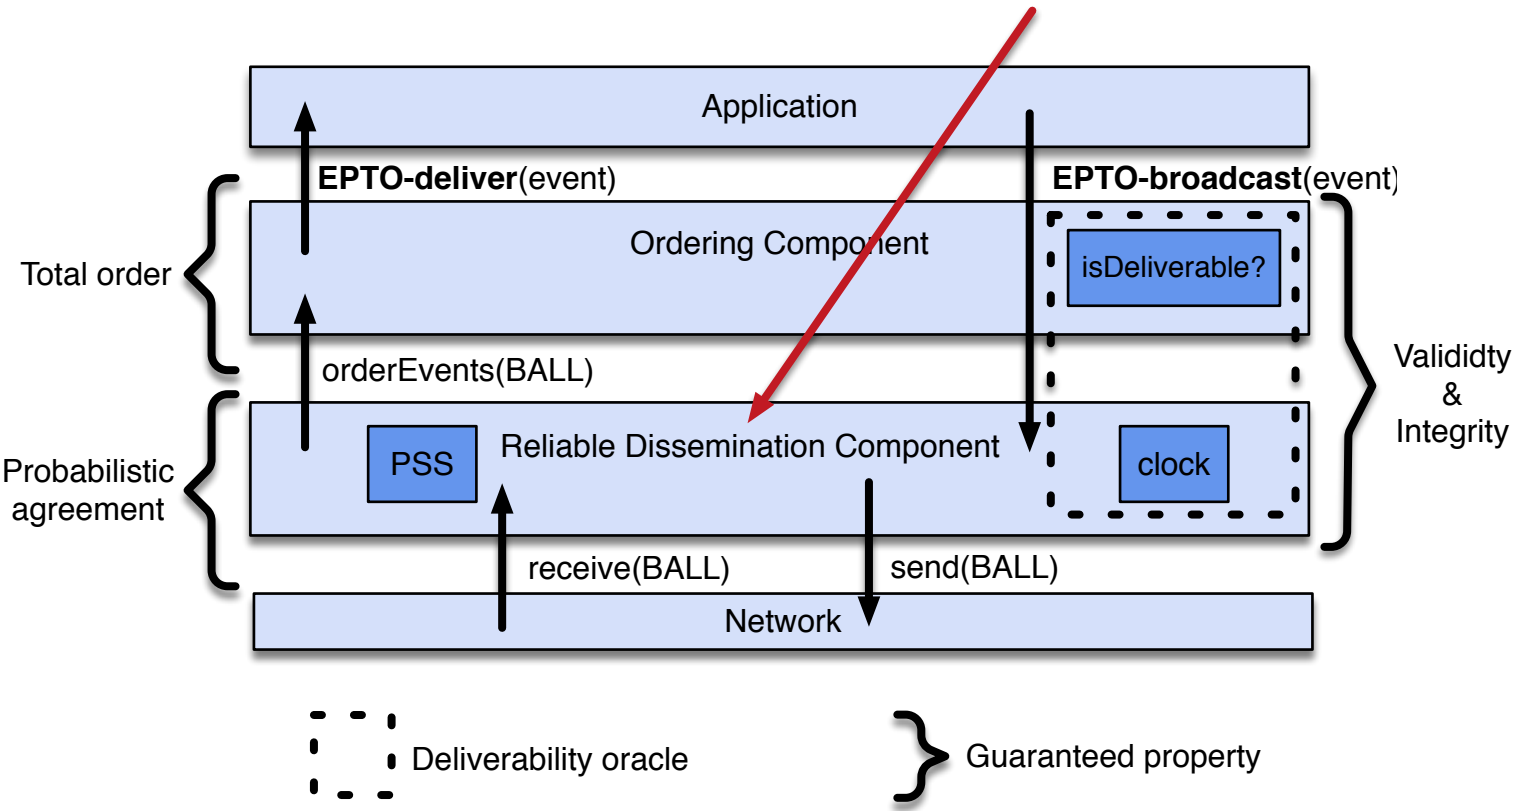 Application
EPTO-deliver(event)
EPTO-broadcast(event)
Ordering Component
isDeliverable?
Total order
orderEvents(BALL)
Valididty
&
Integrity
Reliable Dissemination Component
PSS
clock
Probabilistic
agreement
receive(BALL)
send(BALL)
Network
Deliverability oracle
Guaranteed property